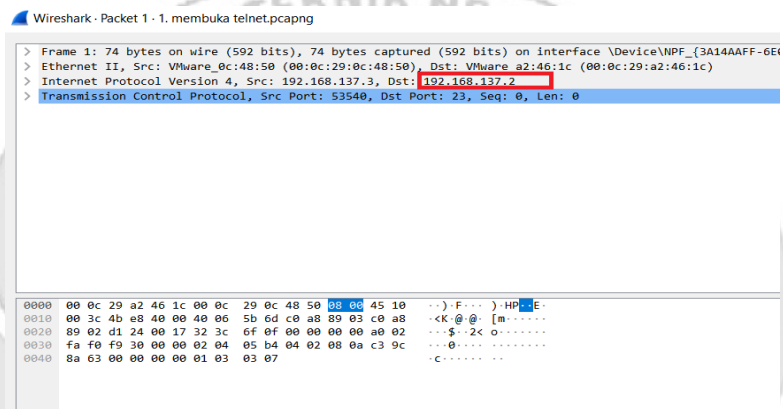 Wireshark · Packet 1 · 1. membuka telnet.pcapng
> Frame 1: 74 bytes on wire (592 bits), 74 bytes captured (592 bits) on interface \Device\NPF_{3A14AAFF-6E0
> Ethernet II, Src: VMware_0c:48:50 (00:0c:29:0c:48:50), Dst: VMware_a2:46:1c (00:0c:29:a2:46:1c)
> Internet Protocol Version 4, Src: 192.168.137.3, Dst: 192.168.137.2
> Transmission Control Protocol, Src Port: 53540, Dst Port: 23, Seq: 0, Len: 0
0000 00 0c 29 a2 46 1c 00 0c 29 0c 48 50 08 00 45 10 ··)·F··· )·HP··E·
0010 00 3c 4b e8 40 00 40 06 5b 6d c0 a8 89 03 c0 a8 ·<K·@·@· [m······
0020 89 02 d1 24 00 17 32 3c 6f 0f 00 00 00 00 a0 02 ···$··2< o·······
0030 fa f0 f9 30 00 00 02 04 05 b4 04 02 08 0a c3 9c ···0···· ········
0040 8a 63 00 00 00 00 01 03 03 07 ·c······ ··